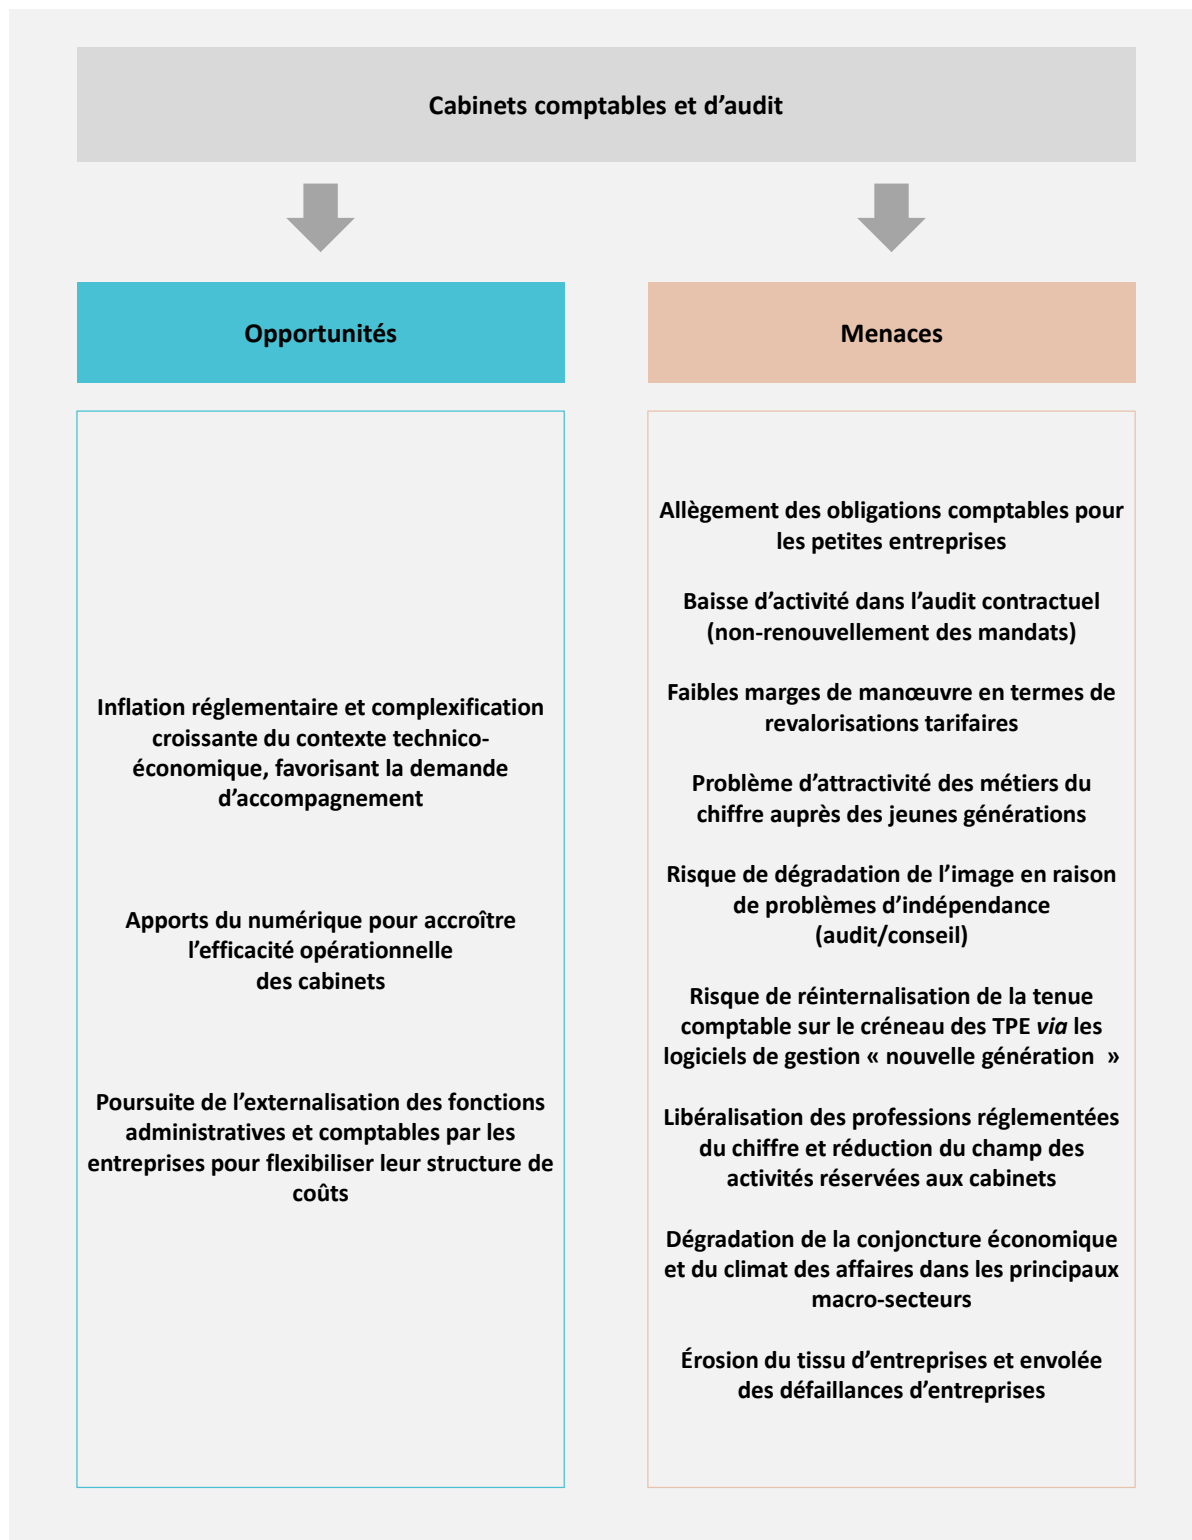 Cabinets comptables et d’audit
Opportunités
Inflation réglementaire et complexification
croissante du contexte technico-
économique, favorisant la demande
d’accompagnement
Apports du numérique pour accroître
l’efficacité opérationnelle
des cabinets
Poursuite de l’externalisation des fonctions
administratives et comptables par les
entreprises pour flexibiliser leur structure de
coûts
Menaces
Allègement des obligations comptables pour
les petites entreprises
Baisse d’activité dans l’audit contractuel
(non-renouvellement des mandats)
Faibles marges de manœuvre en termes de
revalorisations tarifaires
Problème d’attractivité des métiers du
chiffre auprès des jeunes générations
Risque de dégradation de l’image en raison
de problèmes d’indépendance
(audit/conseil)
Risque de réinternalisation de la tenue
comptable sur le créneau des TPE via les
logiciels de gestion « nouvelle génération  »
Libéralisation des professions réglementées
du chiffre et réduction du champ des
activités réservées aux cabinets
Dégradation de la conjoncture économique
et du climat des affaires dans les principaux
macro-secteurs
Érosion du tissu d’entreprises et envolée
des défaillances d’entreprises